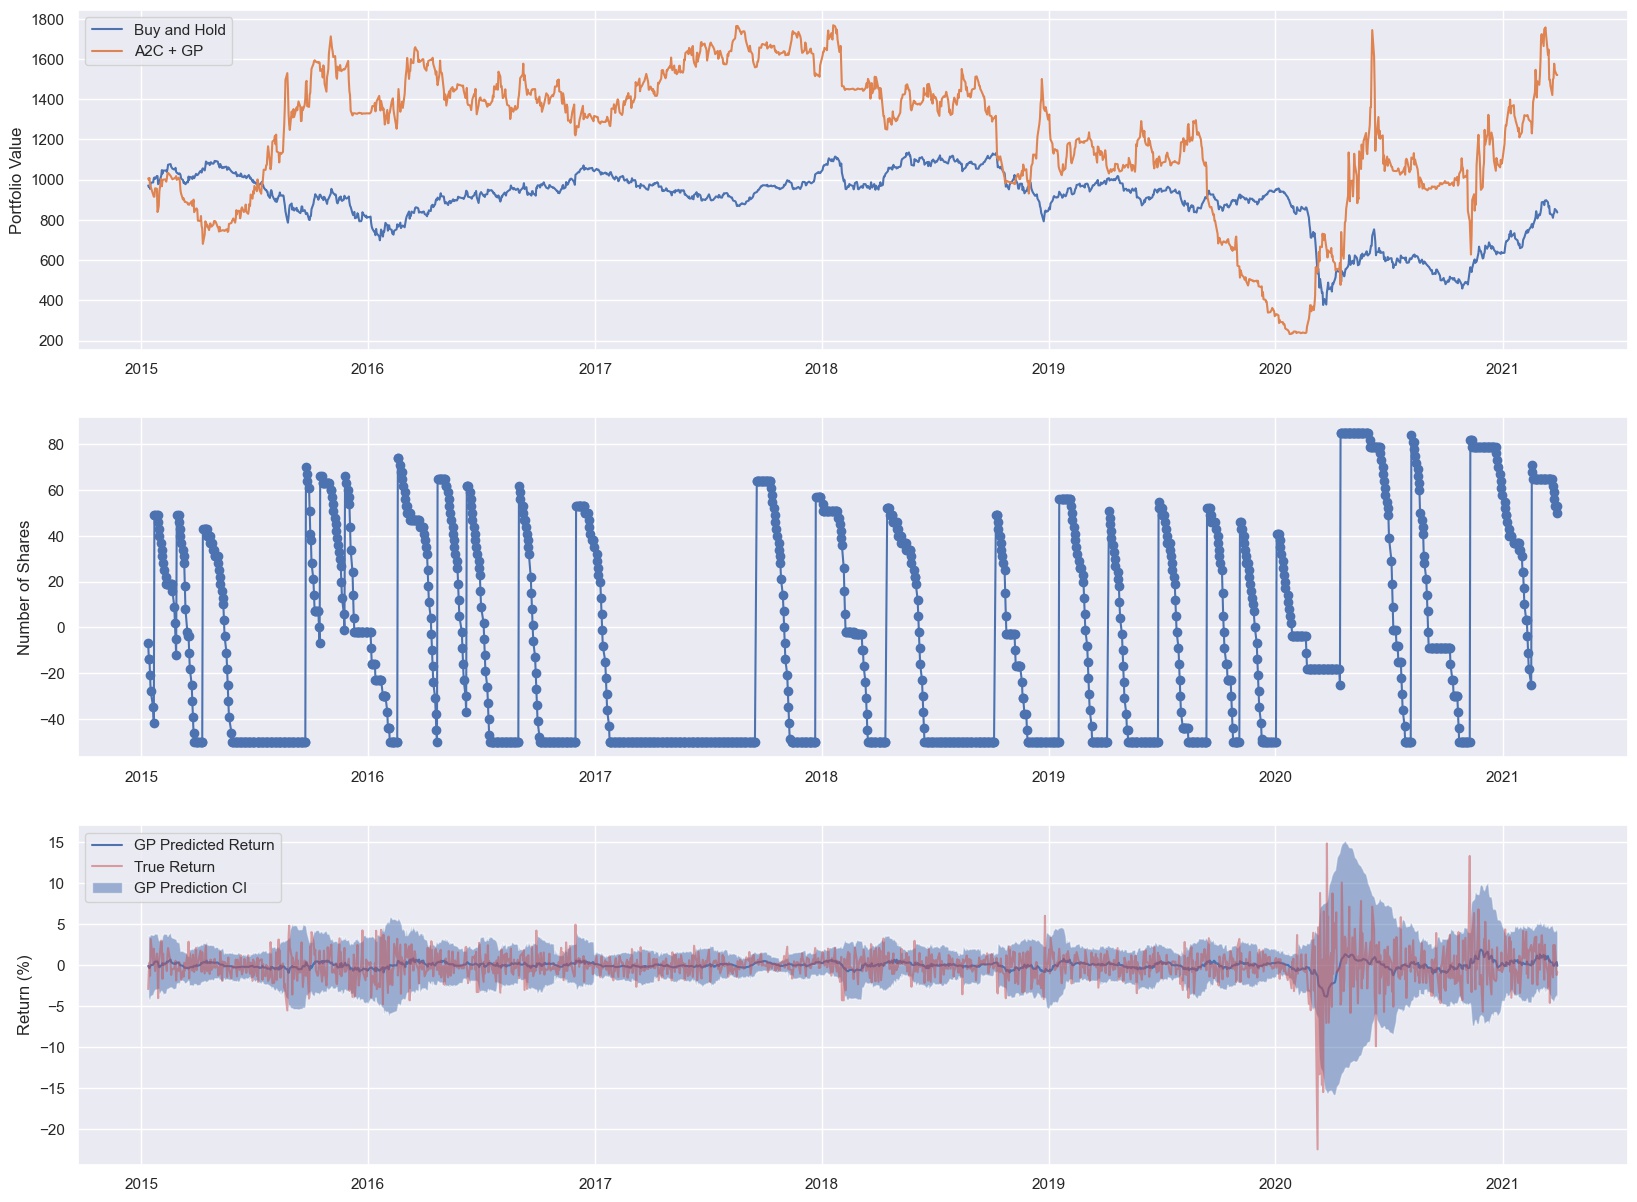 1800
1600
1400
1200
1000
800
600
400
200
Portfolio Value
Buy and Hold
A2C + GP
2015 2016 2017 2018 2019 2020 2021
80
60
40
20
0
−20
−40
Number of Shares
2015 2016 2017 2018 2019 2020 2021
15
10
5
0
−5
−10
−15
−20
Return (%)
GP Predicted Return
True Return
GP Prediction CI
2015 2016 2017 2018 2019 2020 2021